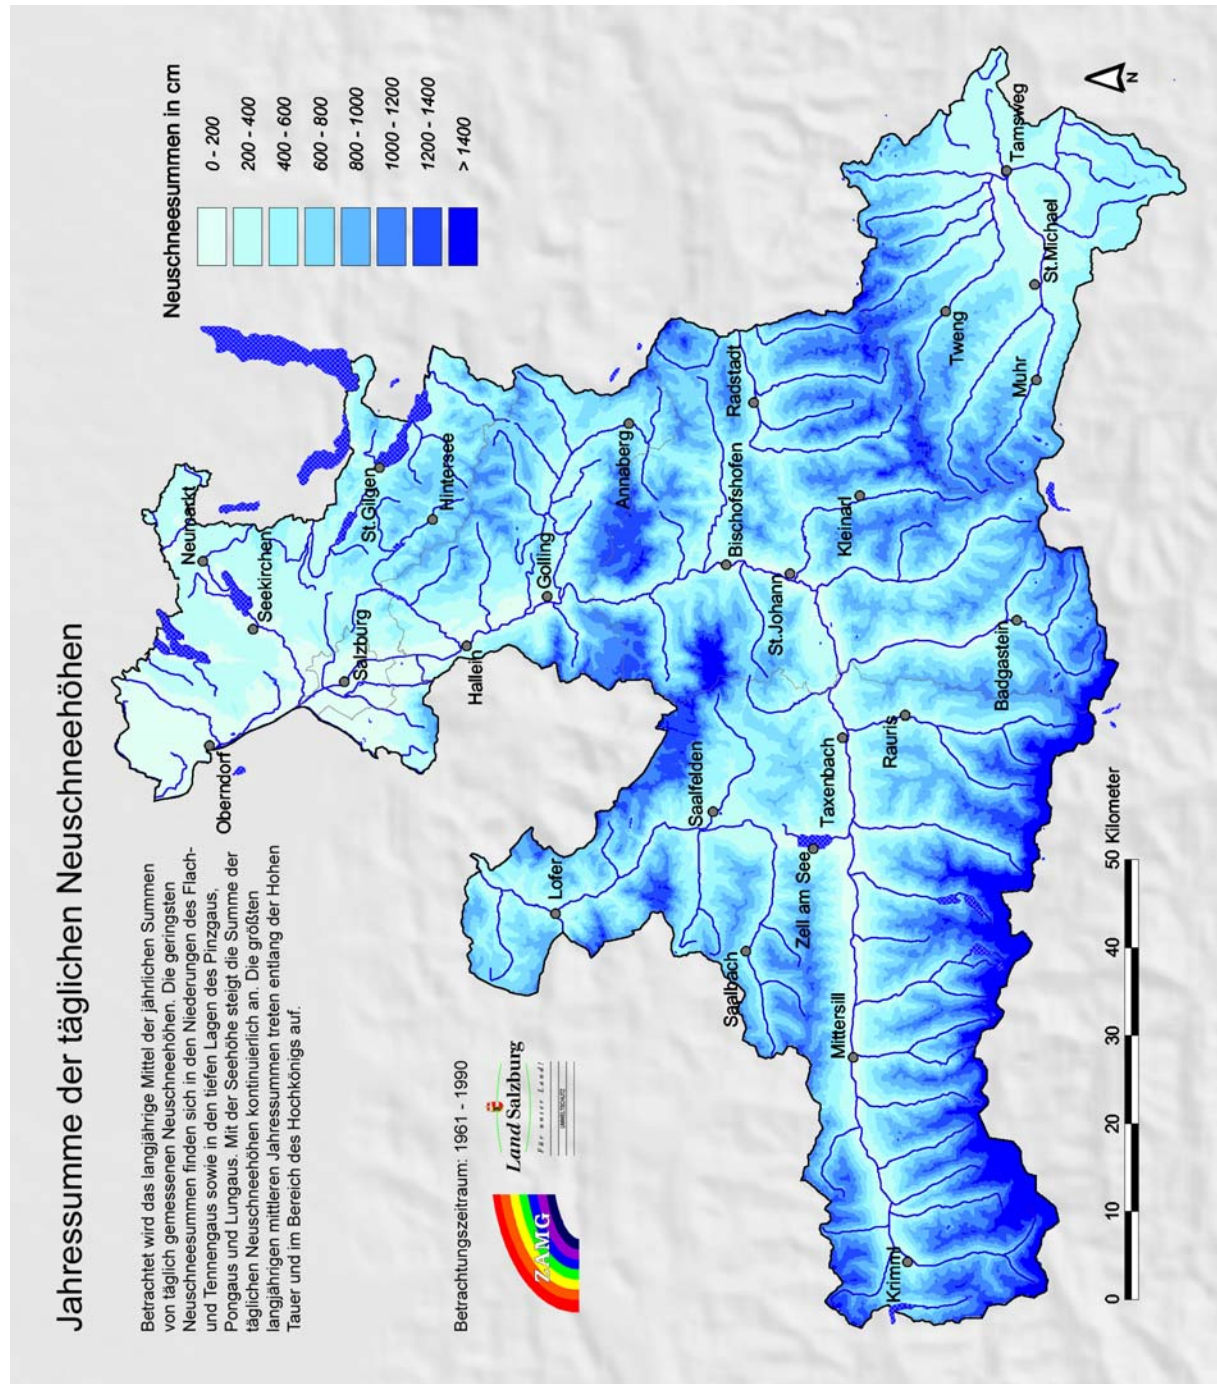 Jahressumme der täglichen Neuschneehöhen
Betrachtet wird das langjährige Mittel der jährlichen Summen
von täglich gemessenen Neuschneehöhen. Die geringsten
Neuschneesummen finden sich in den Niederungen des Flach-
und Tennengaus sowie in den tiefen Lagen des Pinzgaus,
Pongaus und Lungaus. Mit der Seehöhe steigt die Summe der
täglichen Neuschneehöhen kontinuierlich an. Die größten
langjährigen mittleren Jahressummen treten entlang der Hohen
Tauer und im Bereich des Hochkönigs auf.
Betrachtungszeitraum: 1961 - 1990
ZAMG
Land Salzburg
Für unser Land!
UMWELTSCHUTZ
Neuschneesummen in cm
0 - 200
200 - 400
400 - 600
600 - 800
800 - 1000
1000 - 1200
1200 - 1400
> 1400
Neumarkt
Oberndorf
Seekirchen
Salzburg
St.Gilgen
Hintersee
Hallein
Golling
Lofer
Annaberg
Saalfelden
Bischofshofen
Radstadt
Saalbach
St.Johann
Zell am See
Taxenbach
Mittersill
Kleinarl
Krimml
Rauris
Tweng
Badgastein
Muhr
St.Michael
Tamsweg
N
0
10
20
30
40
50 Kilometer